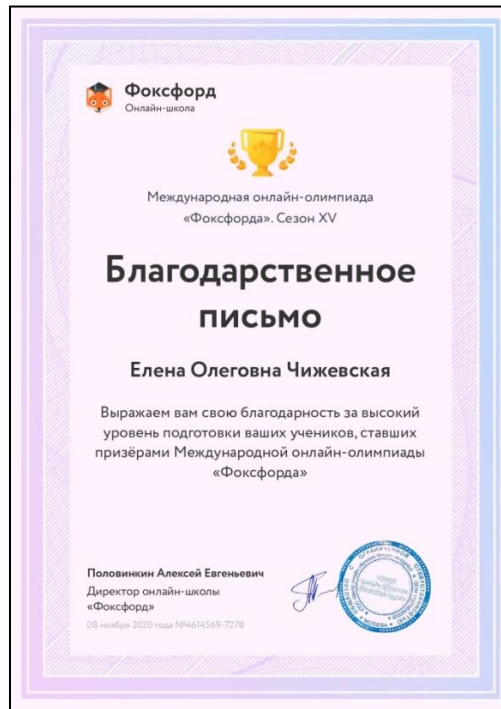 Фоксфорд
Онлайн-школа
Международная онлайн-олимпиада
«Фоксфорда». Сезон XV
Благодарственное
письмо
Елена Олеговна Чижевская
Выражаем вам свою благодарность за высокий
уровень подготовки ваших учеников, ставших
призёрами Международной онлайн-олимпиады
«Фоксфорда»
Половинкин Алексей Евгеньевич
Директор онлайн-школы
«Фоксфорд»
08 ноября 2020 года №4614569-7278